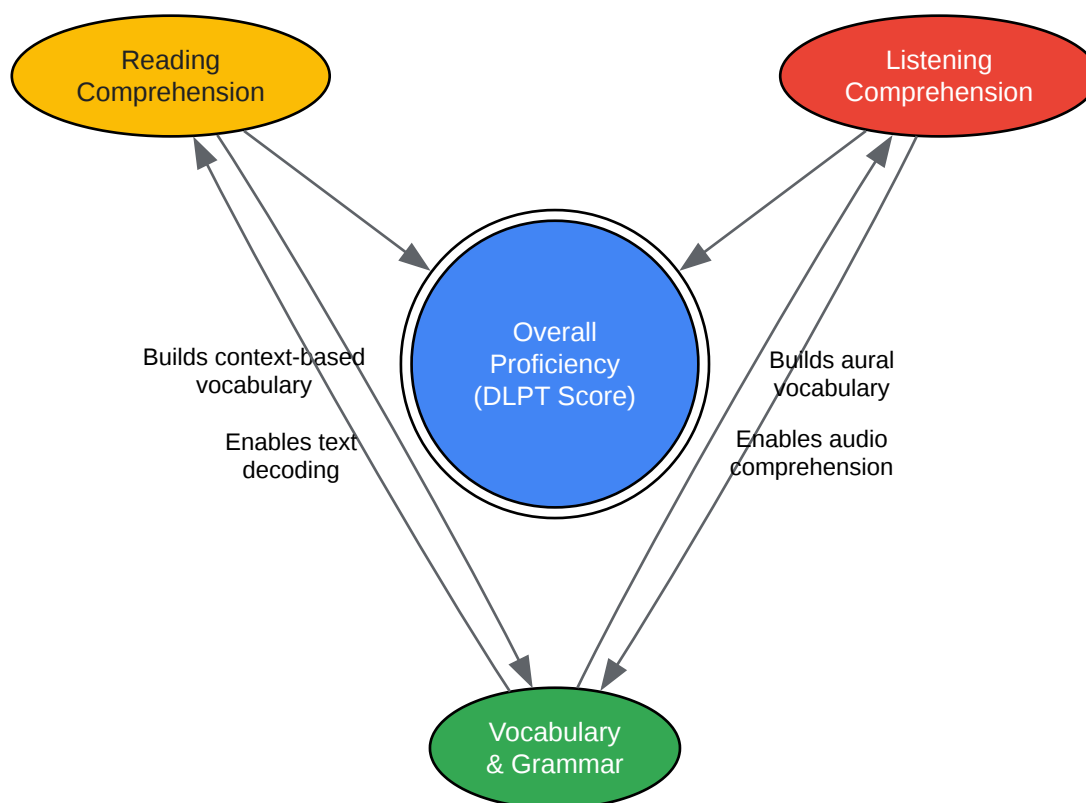 Reading
Comprehension
Listening
Comprehension
Overall
Proficiency
(DLPT Score)
Builds context-based
vocabulary
Builds aural
vocabulary
Enables text
decoding
Enables audio
comprehension
Vocabulary
& Grammar